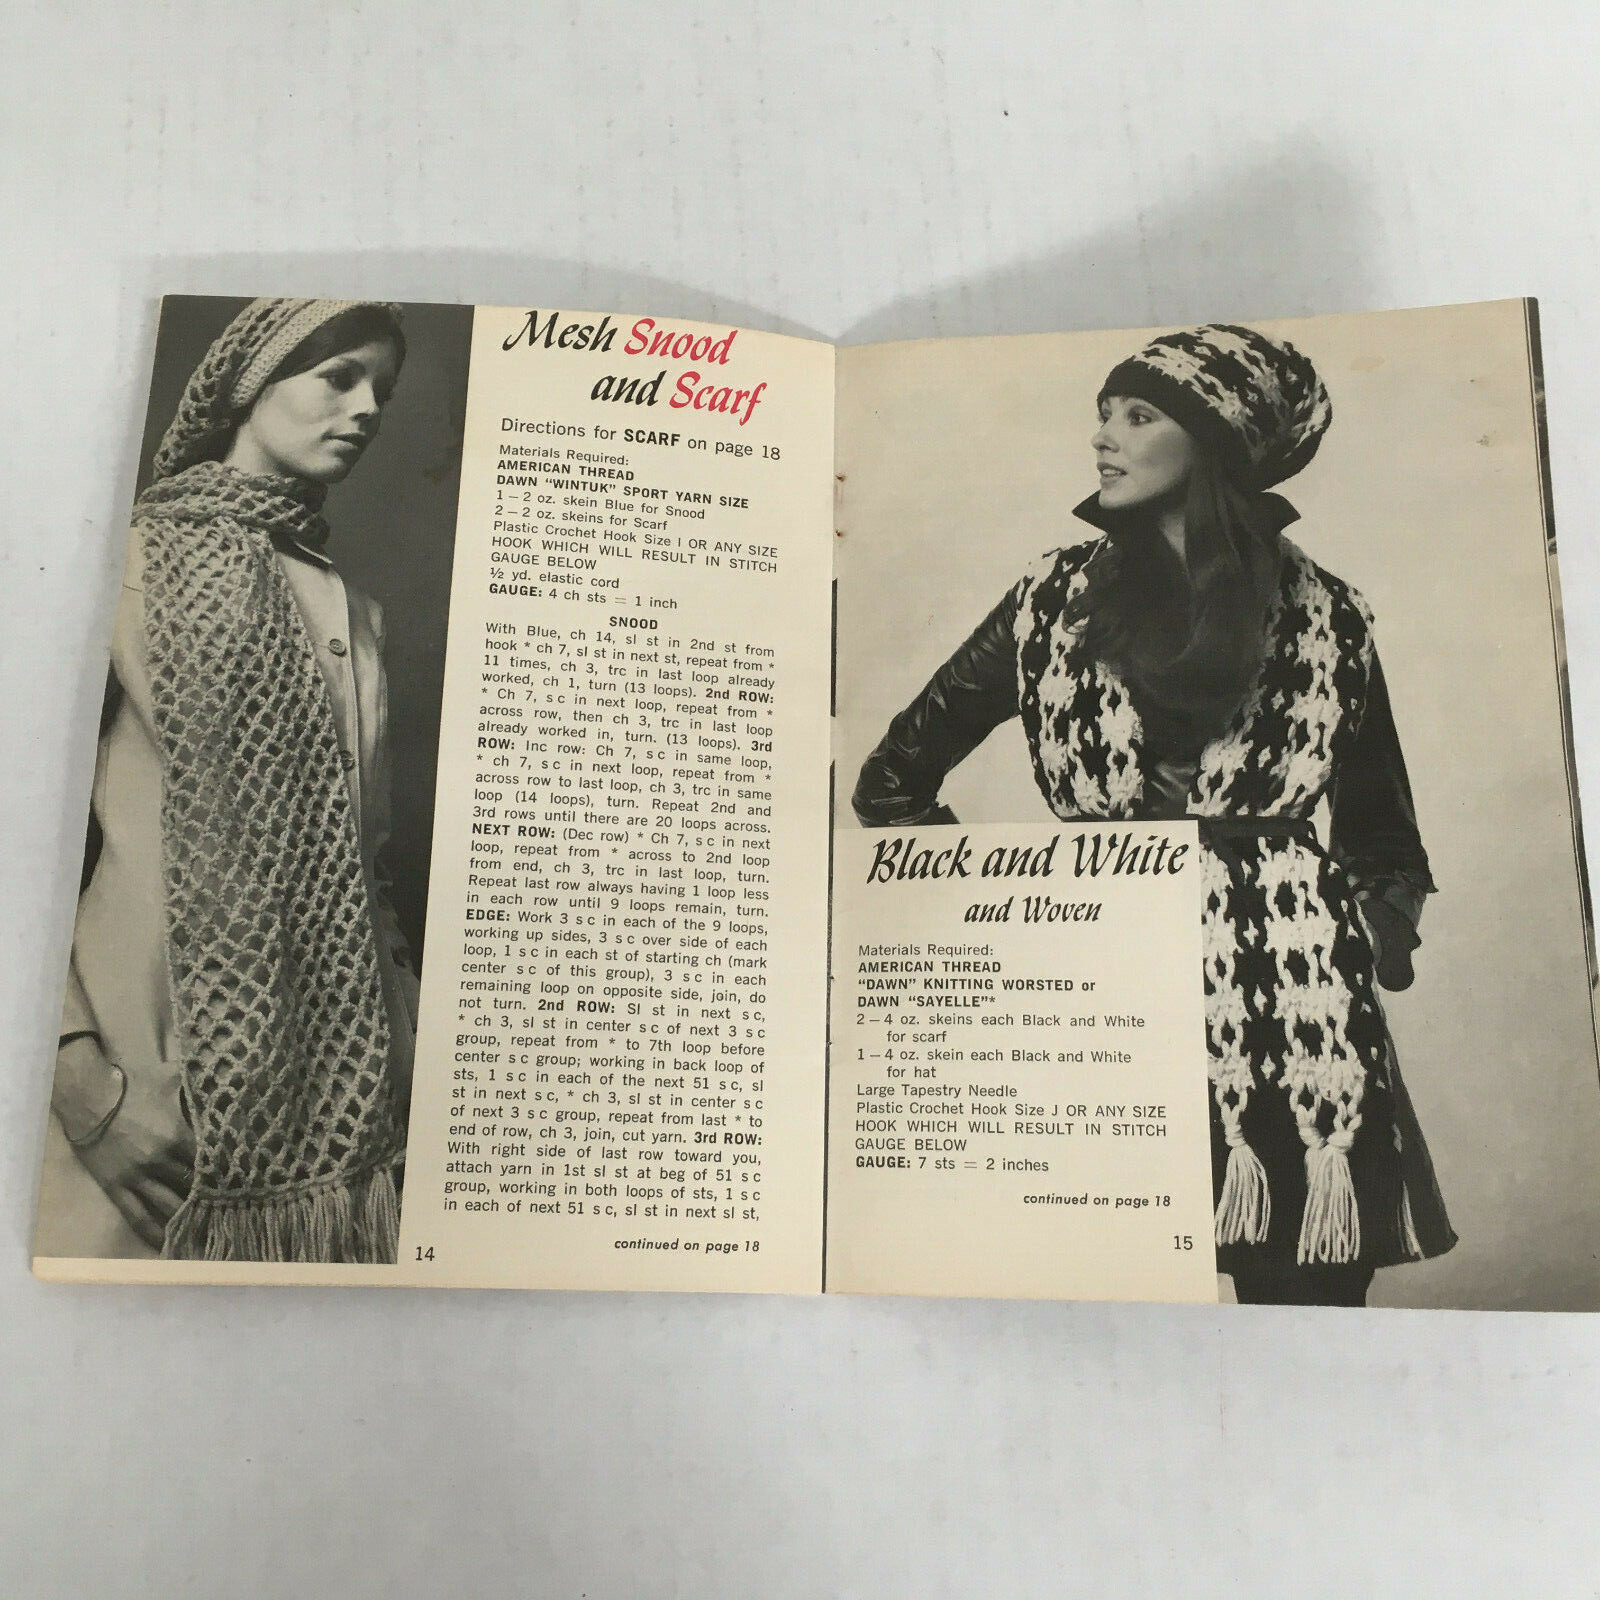 Mesh Snood
and Scarf
Directions for SCARF on page 18
Materials Required:
AMERICAN THREAD
DAWN "WINTUK" SPORT YARN SIZE
1 – 2 oz. skein Blue for Snood
2 – 2 oz. skeins for Scarf
Plastic Crochet Hook Size I OR ANY SIZE
HOOK WHICH WILL RESULT IN STITCH
GAUGE BELOW
½ yd. elastic cord
GAUGE: 4 ch sts = 1 inch
SNOOD
With Blue, ch 14, sl st in 2nd st from
hook * ch 7, sl st in next st, repeat from *
11 times, ch 3, trc in last loop already
worked, ch 1, turn (13 loops). 2nd ROW:
* Ch 7, s c in next loop, repeat from *
across row, then ch 3, trc in last loop
already worked in, turn. (13 loops). 3rd
ROW: Inc row: Ch 7, s c in same loop,
* ch 7, s c in next loop, repeat from *
across row to last loop, ch 3, trc in same
loop (14 loops), turn. Repeat 2nd and
3rd rows until there are 20 loops across.
NEXT ROW: (Dec row) * Ch 7, s c in next
loop, repeat from * across to 2nd loop
from end, ch 3, trc in last loop, turn.
Repeat last row always having 1 loop less
in each row until 9 loops remain, turn.
EDGE: Work 3 s c in each of the 9 loops,
working up sides, 3 s c over side of each
loop, 1 s c in each st of starting ch (mark
center s c of this group), 3 s c in each
remaining loop on opposite side, join, do
not turn. 2nd ROW: Sl st in next s c,
* ch 3, sl st in center s c of next 3 s c
group, repeat from * to 7th loop before
center s c group; working in back loop of
sts, 1 s c in each of the next 51 s c, sl
st in next s c, * ch 3, sl st in center s c
of next 3 s c group, repeat from last * to
end of row, ch 3, join, cut yarn. 3rd ROW:
With right side of last row toward you,
attach yarn in 1st sl st at beg of 51 s c
group, working in both loops of sts, 1 s c
in each of next 51 s c, sl st in next sl st,
continued on page 18
14
Black and White
and Woven
Materials Required:
AMERICAN THREAD
"DAWN" KNITTING WORSTED or
DAWN "SAYELLE"*
2 – 4 oz. skeins each Black and White
for scarf
1 – 4 oz. skein each Black and White
for hat
Large Tapestry Needle
Plastic Crochet Hook Size J OR ANY SIZE
HOOK WHICH WILL RESULT IN STITCH
GAUGE BELOW
GAUGE: 7 sts = 2 inches
continued on page 18
15